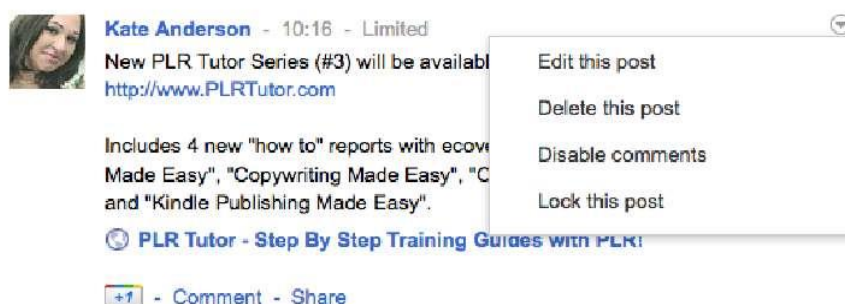 Kate Anderson - 10:16 - Limited
New PLR Tutor Series (#3) will be
http://www.PLRTutor.com
Includes 4 new "how to" reports with
Made Easy", "Copywriting Made Easy",
and "Kindle Publishing Made Easy".
PLR Tutor - Step By Step Training Guides with PLR!
+1 - Comment - Share
Edit this post
Delete this post
Disable comments
Lock this post